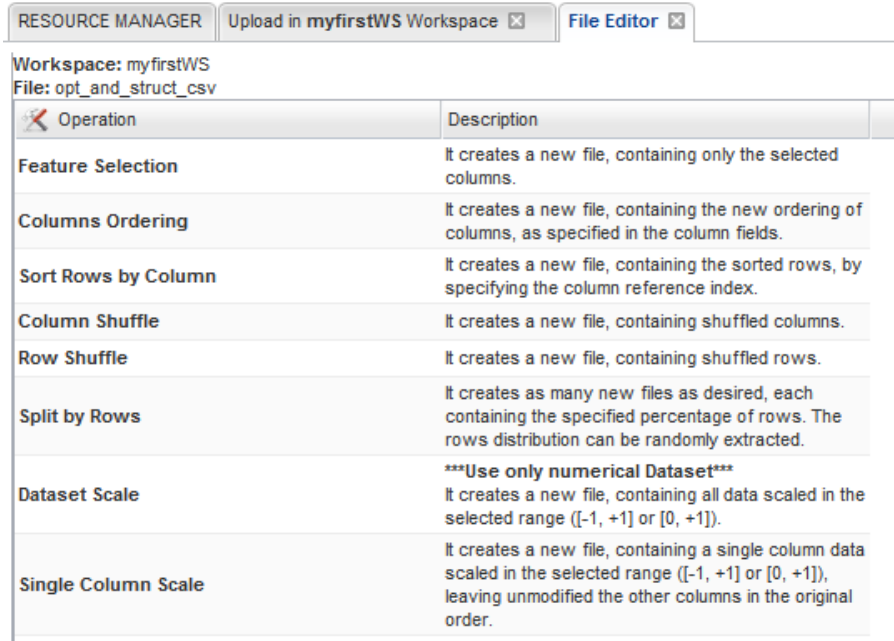 RESOURCE MANAGER Upload in myfirstWS Workspace File Editor
Workspace: myfirstWS
File: opt_and_struct_csv
Operation Description
Feature Selection
It creates a new file, containing only the selected
columns.
Columns Ordering
It creates a new file, containing the new ordering of
columns, as specified in the column fields.
Sort Rows by Column
It creates a new file, containing the sorted rows, by
specifying the column reference index.
Column Shuffle
It creates a new file, containing shuffled columns.
Row Shuffle
It creates a new file, containing shuffled rows.
Split by Rows
It creates as many new files as desired, each
containing the specified percentage of rows. The
rows distribution can be randomly extracted.
Dataset Scale
***Use only numerical Dataset***
It creates a new file, containing all data scaled in the
selected range ([-1, +1] or [0, +1]).
Single Column Scale
It creates a new file, containing a single column data
scaled in the selected range ([-1, +1] or [0, +1]),
leaving unmodified the other columns in the original
order.